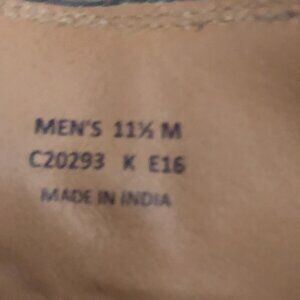 MEN'S 11½ M
C20293 K E16
MADE IN INDIA